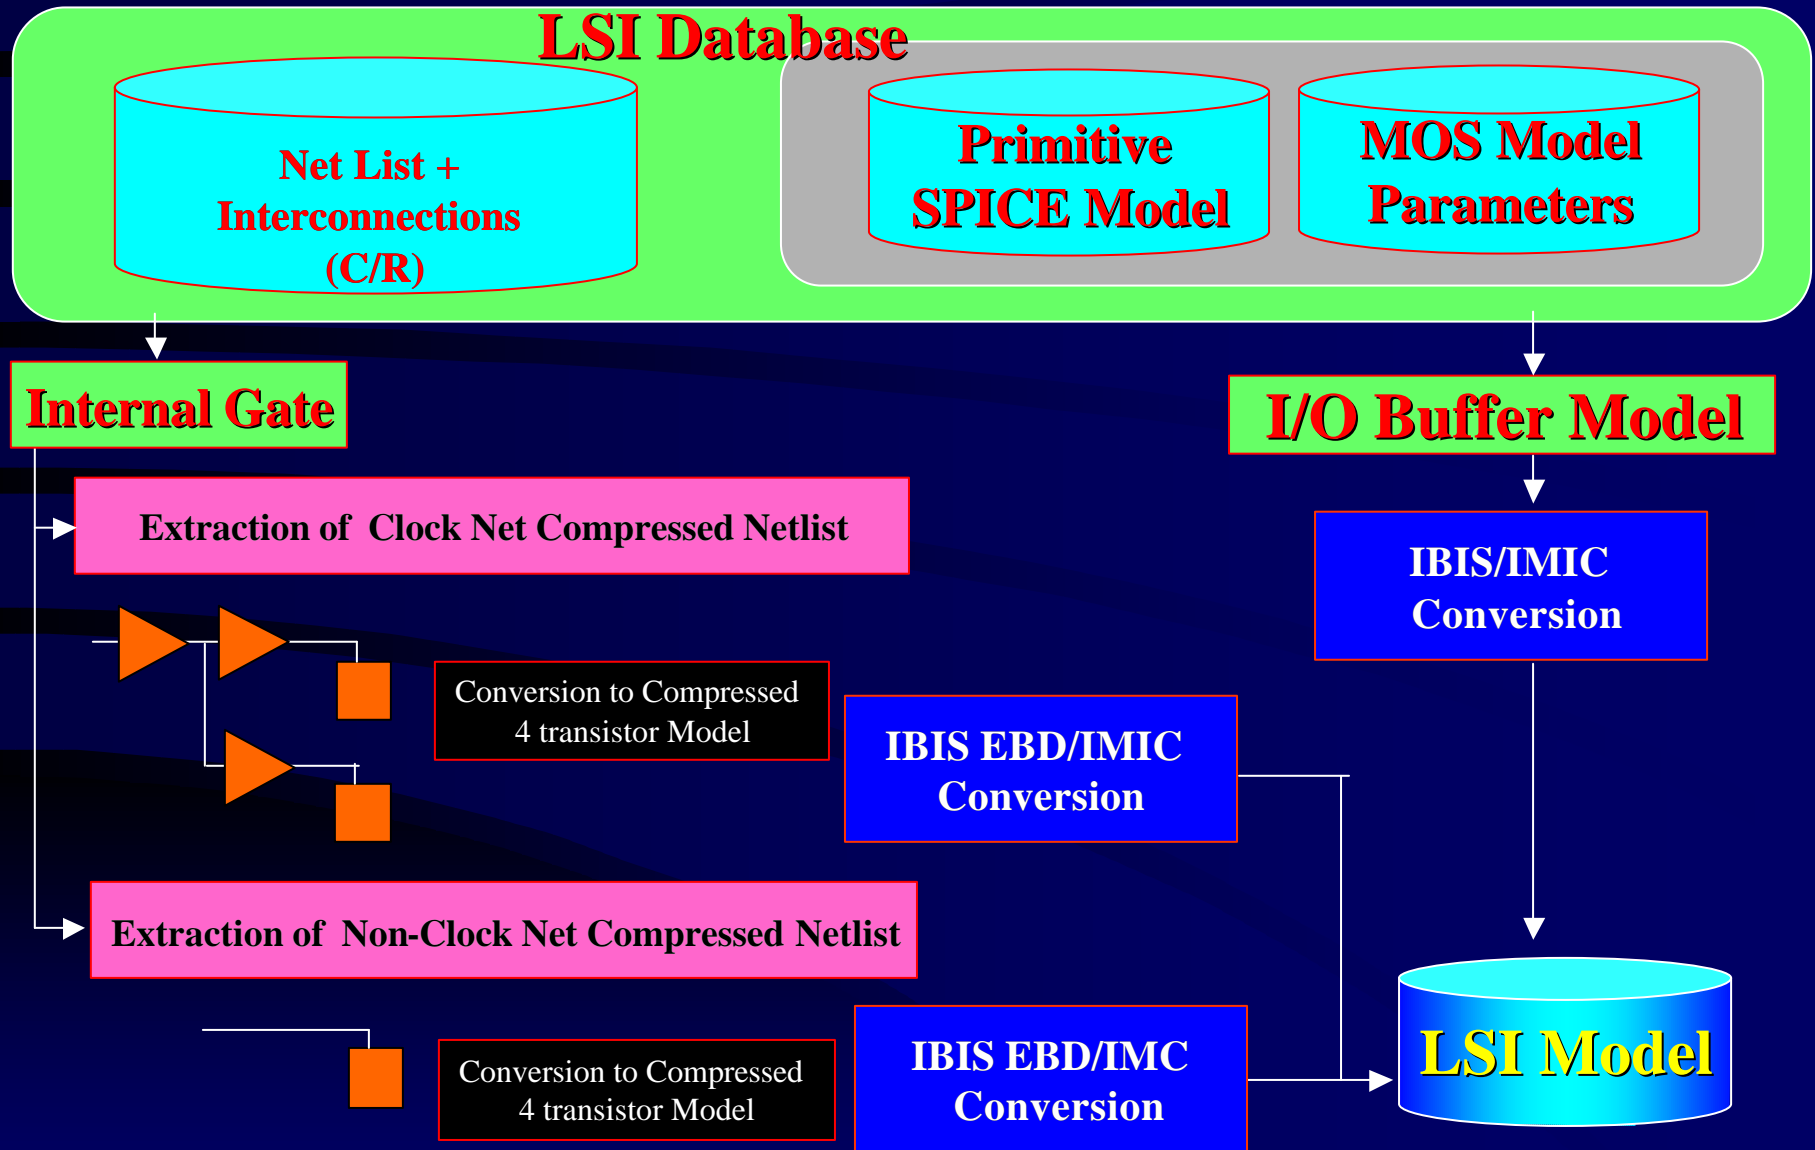 LSI Database
Net List +
Interconnections
(C/R)
Primitive
SPICE Model
MOS Model
Parameters
Internal Gate
I/O Buffer Model
Extraction of Clock Net Compressed Netlist
IBIS/IMIC
Conversion
Conversion to Compressed
4 transistor Model
IBIS EBD/IMIC
Conversion
Extraction of Non-Clock Net Compressed Netlist
Conversion to Compressed
4 transistor Model
IBIS EBD/IMC
Conversion
LSI Model